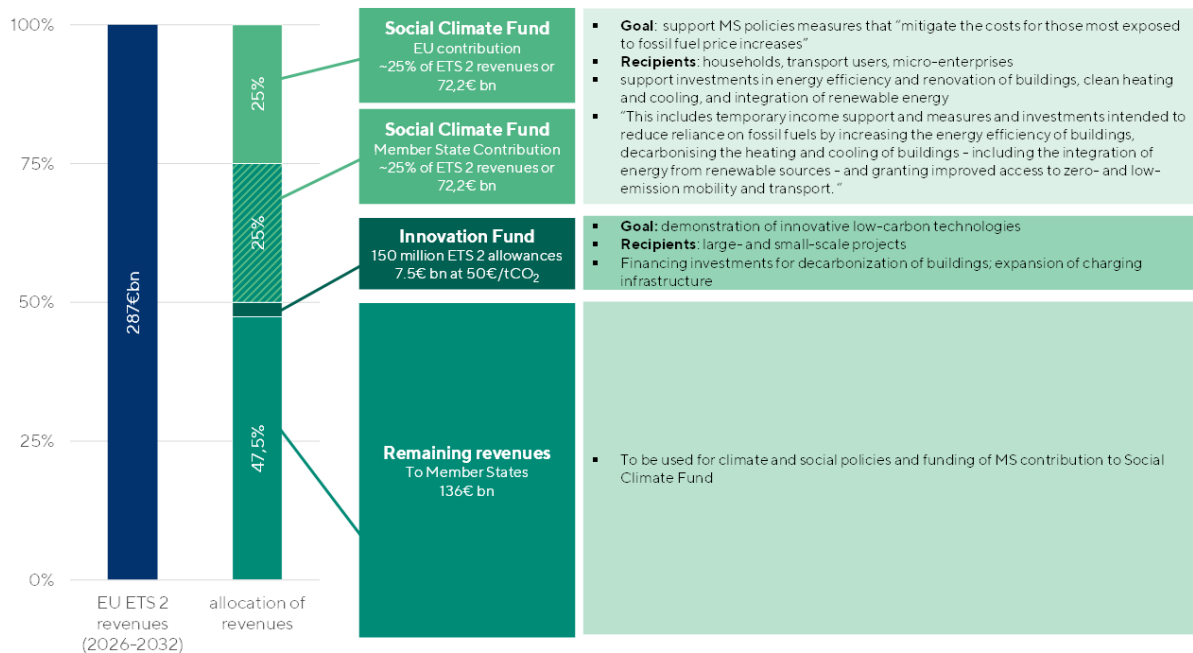 100%
75%
50%
25%
0%
287€bn
25%
25%
47,5%
EU ETS 2
revenues
(2026-2032)
allocation of
revenues
Social Climate Fund
EU contribution
~25% of ETS 2 revenues or
72,2€ bn
▪ Goal: support MS policies measures that “mitigate the costs for those most exposed
to fossil fuel price increases”
▪ Recipients: households, transport users, micro-enterprises
▪ support investments in energy efficiency and renovation of buildings, clean heating
and cooling, and integration of renewable energy
▪ “This includes temporary income support and measures and investments intended to
reduce reliance on fossil fuels by increasing the energy efficiency of buildings,
decarbonising the heating and cooling of buildings – including the integration of
energy from renewable sources – and granting improved access to zero- and low-
emission mobility and transport. ”
Social Climate Fund
Member State Contribution
~25% of ETS 2 revenues or
72,2€ bn
Innovation Fund
150 million ETS 2 allowances
7.5€ bn at 50€/tCO₂
▪ Goal: demonstration of innovative low-carbon technologies
▪ Recipients: large- and small-scale projects
▪ Financing investments for decarbonization of buildings; expansion of charging
infrastructure
Remaining revenues
To Member States
136€ bn
▪ To be used for climate and social policies and funding of MS contribution to Social
Climate Fund